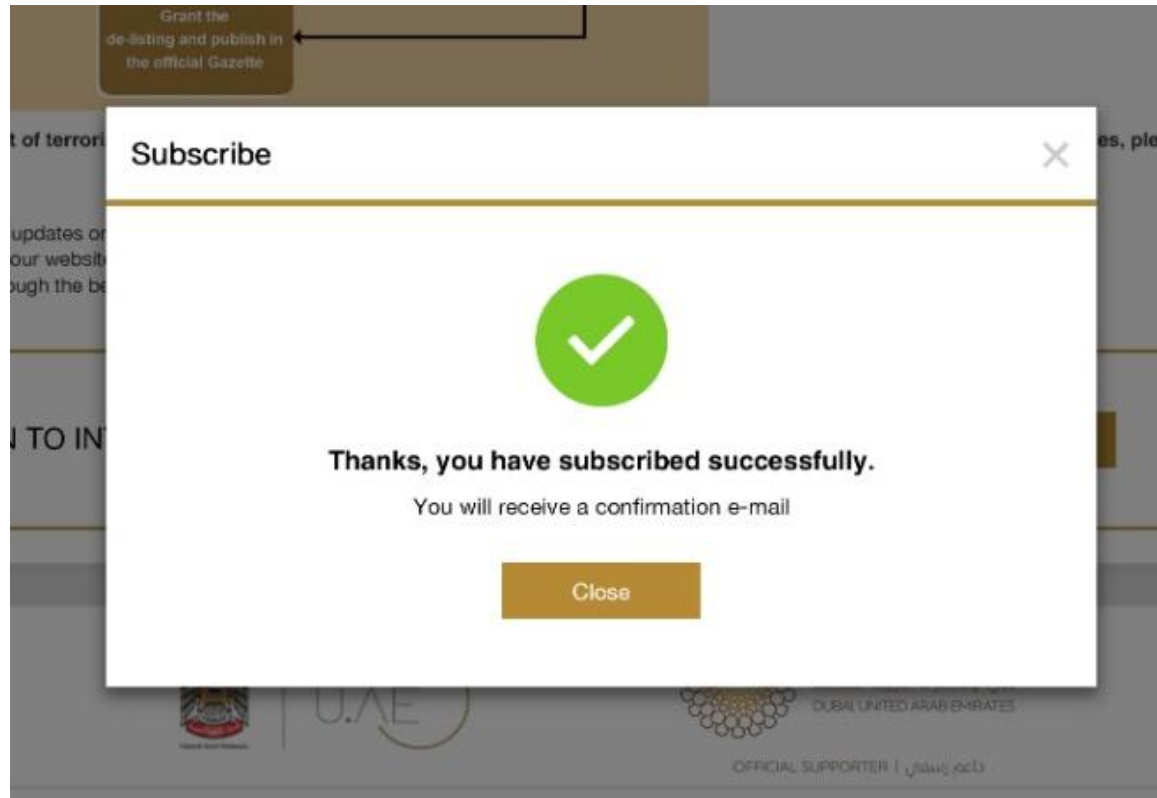 Grant the
de-listing and publish in
the official Gazette
t of terrori
es, ple
Subscribe
updates or
our websit
ough the be
Thanks, you have subscribed successfully.
TO IN
You will receive a confirmation e-mail
Close
U.AE
DUBAI, UNITED ARAB EMIRATES
OFFICIAL SUPPORTER | داعم رسمي